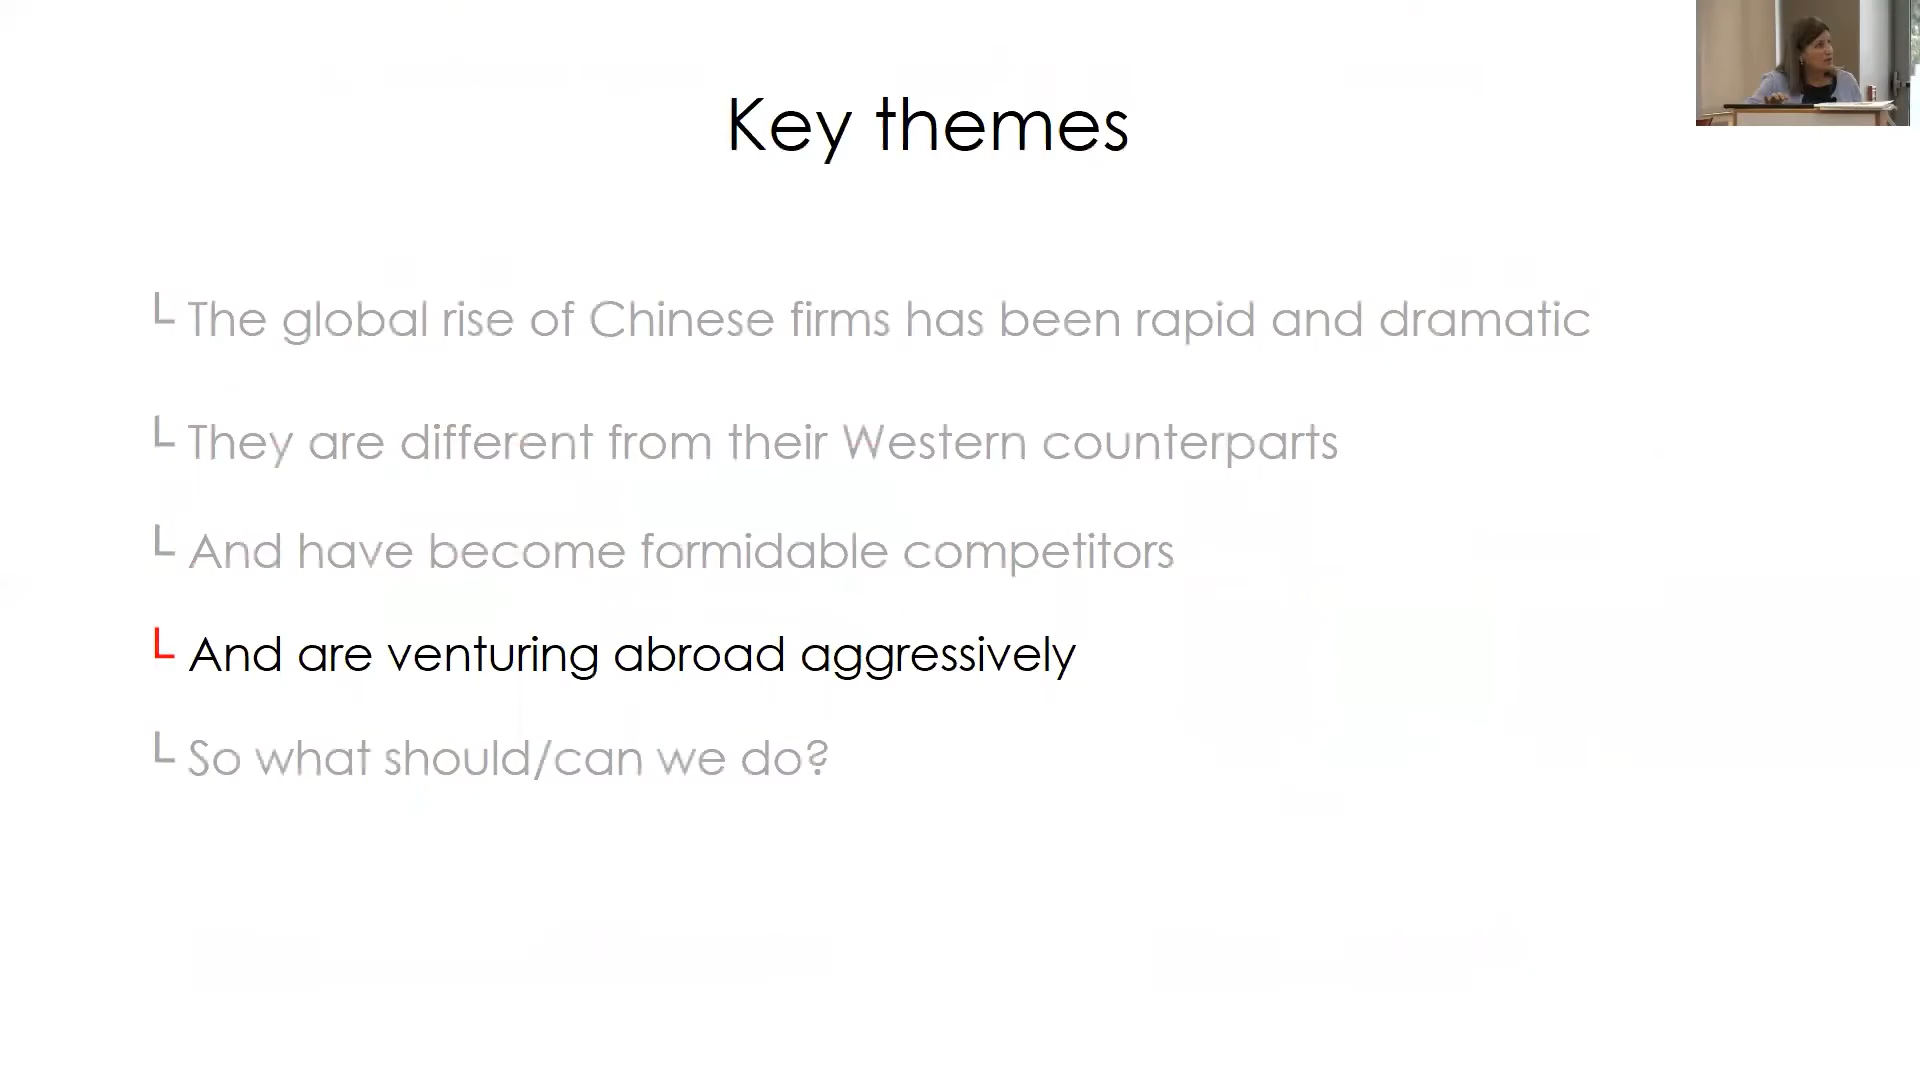 Key themes
The global rise of Chinese firms has been rapid and dramatic
They are different from their Western counterparts
And have become formidable competitors
And are venturing abroad aggressively
So what should/can we do?